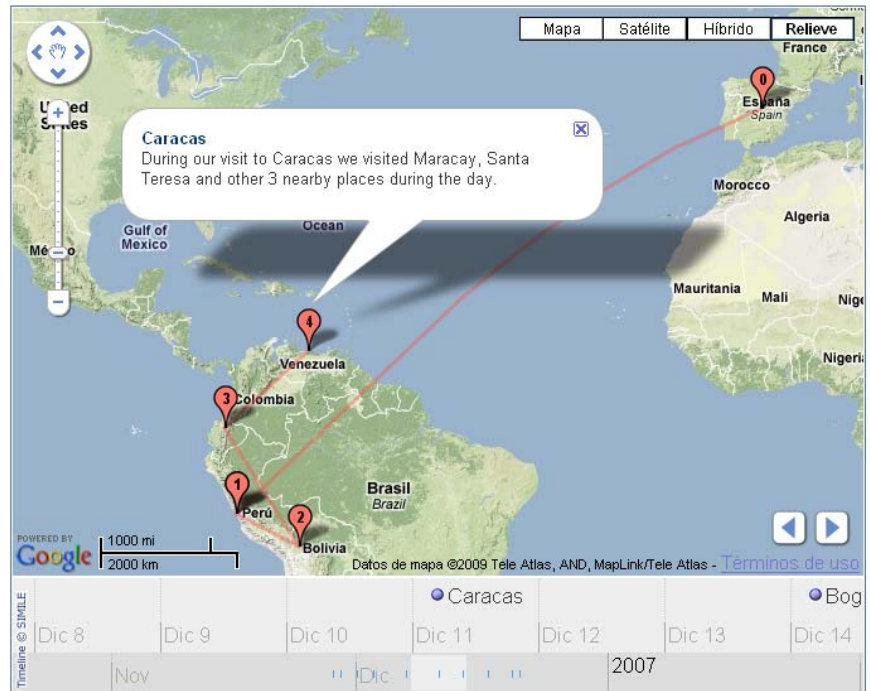 Mapa Satélite Híbrido Relieve
France
0
España
Spain
Caracas
During our visit to Caracas we visited Maracay, Santa
Teresa and other 3 nearby places during the day.
Morocco
Algeria
Gulf of
Mexico
Ocean
Mauritania
Mali
4
Venezuela
3
Colombia
1
Perú
2
Bolivia
Brasil
Brazil
POWERED BY
Google
1000 mi
2000 km
Datos de mapa ©2009 Tele Atlas, AND, MapLink/Tele Atlas - Términos de uso
Timeline © SIMILE
Caracas Bog
Dic 8 Dic 9 Dic 10 Dic 11 Dic 12 Dic 13 Dic 14
Nov Dic 2007